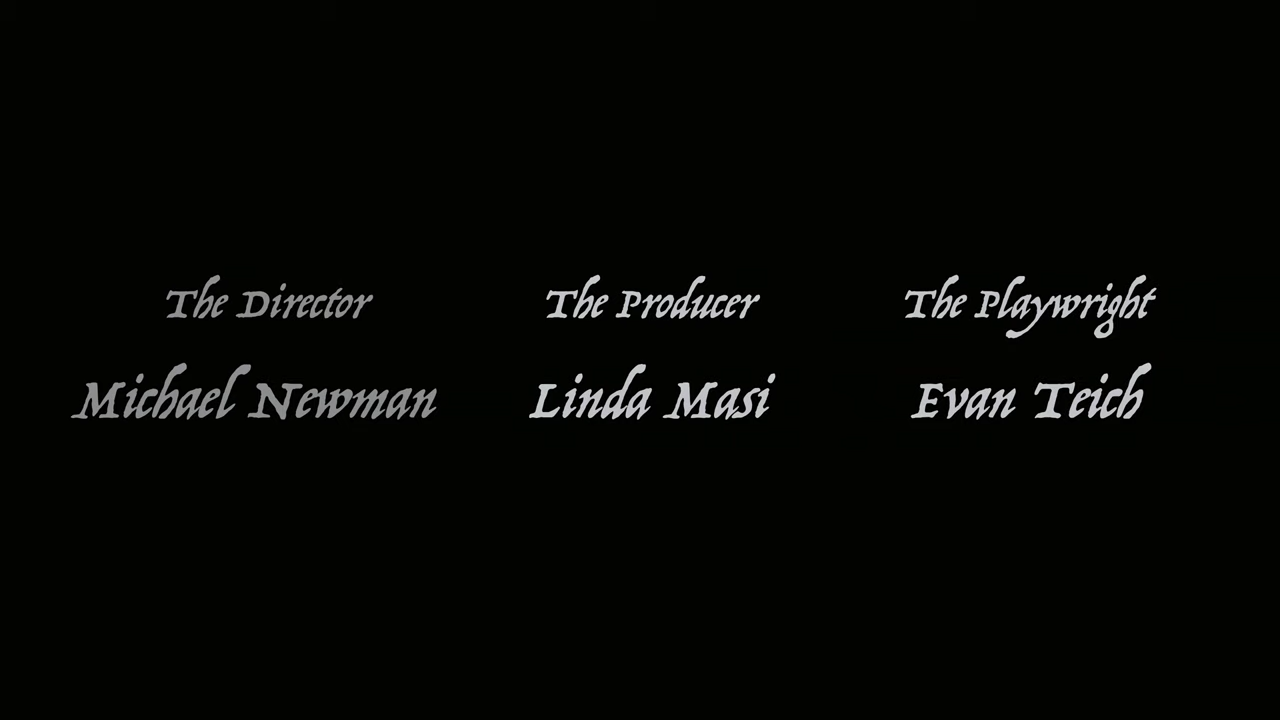 The Director
Michael Newman
The Producer
Linda Masi
The Playwright
Evan Teich